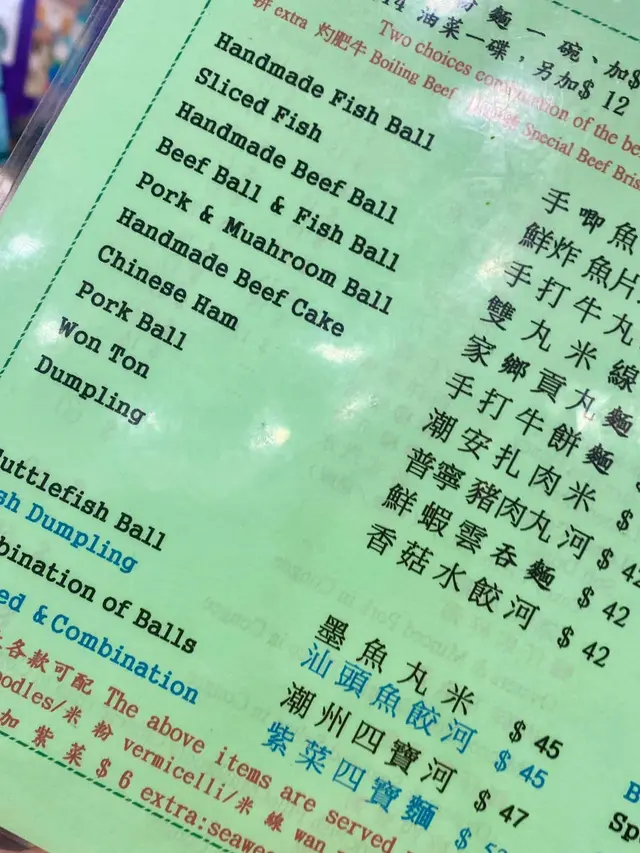 麵一碗、加$
14 油菜一碟，另加$ 12
Two choices combination of the be
拼 extra 灼肥牛 Boiling Beef Special Beef Bris
Handmade Fish Ball 手唧魚
Sliced Fish 鮮炸魚片
Handmade Beef Ball 手打牛丸
Beef Ball & Fish Ball 雙丸米線
Pork & Muahroom Ball 家鄉貢丸麵
Handmade Beef Cake 手打牛餅麵 $
Chinese Ham 潮安扎肉米 $
Pork Ball 普寧豬肉丸河 $ 42
Won Ton 鮮蝦雲吞麵 $ 42
Dumpling 香菇水餃河 $ 42
uttlefish Ball 墨魚丸米 $ 45
sh Dumpling 汕頭魚餃河 $ 45
bination of Balls 潮州四寶河 $ 47
ed & Combination 紫菜四寶麵 $ 5
各款可配 The above items are served
oodles/米粉 vermicelli/米線 wan
加紫菜 $ 6 extra:seawe
B
Sp